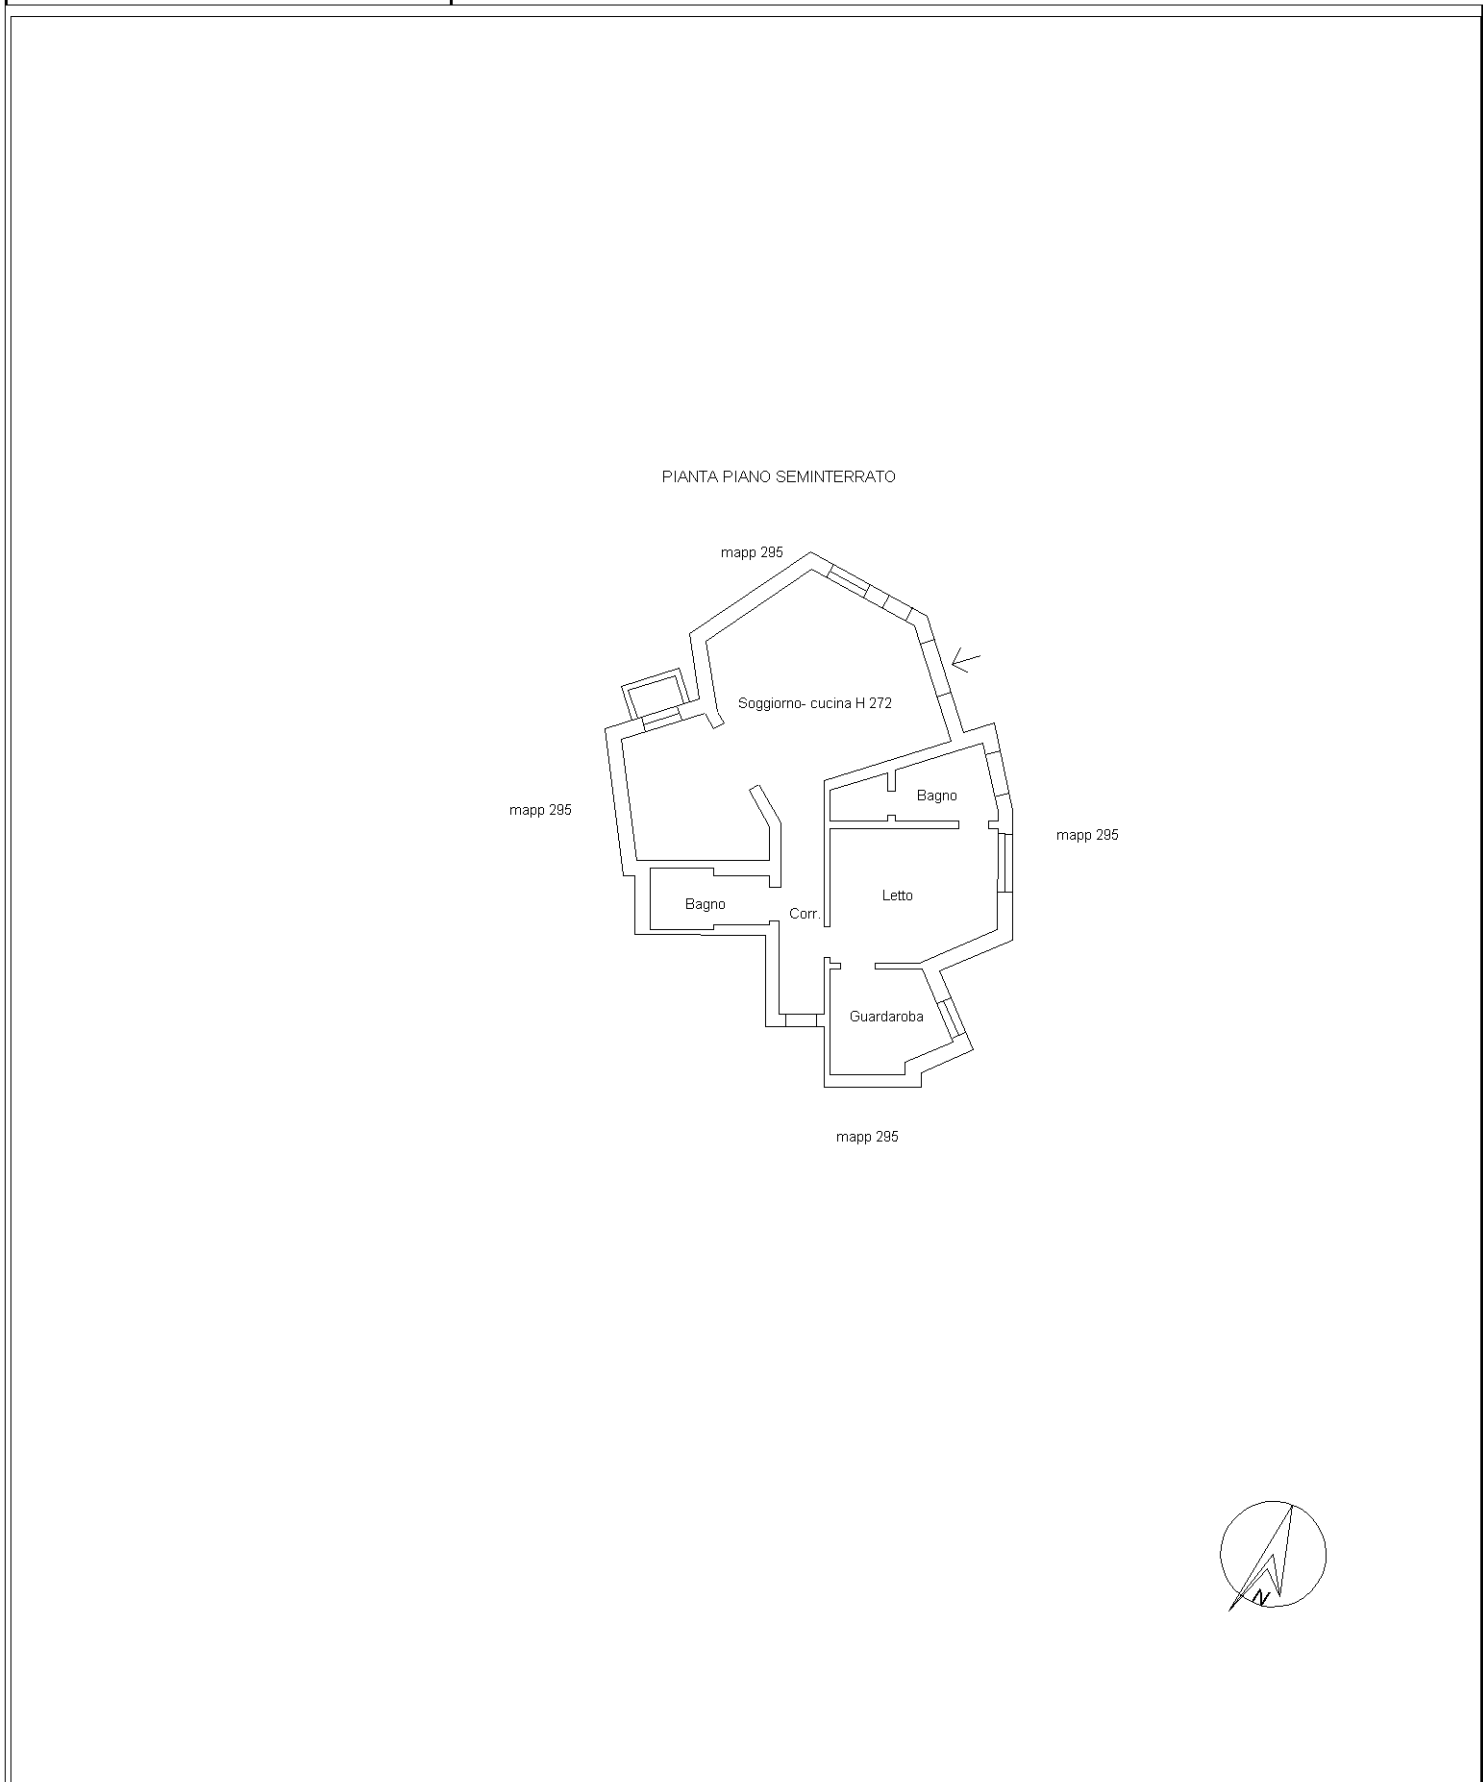 PIANTA PIANO SEMINTERRATO
mapp 295
Soggiorno- cucina H 272
Bagno
mapp 295
mapp 295
Letto
Bagno
Corr.
Guardaroba
mapp 295
N